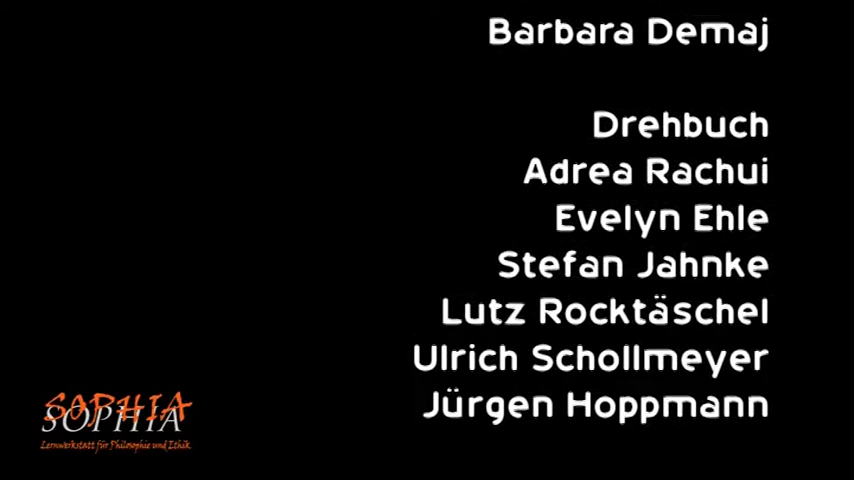 Barbara Demaj
Drehbuch
Adrea Rachui
Evelyn Ehle
Stefan Jahnke
Lutz Rocktäschel
Ulrich Schollmeyer
Jürgen Hoppmann
SOPHIA
SOPHIA
Lernwerkstatt für Philosophie und Ethik